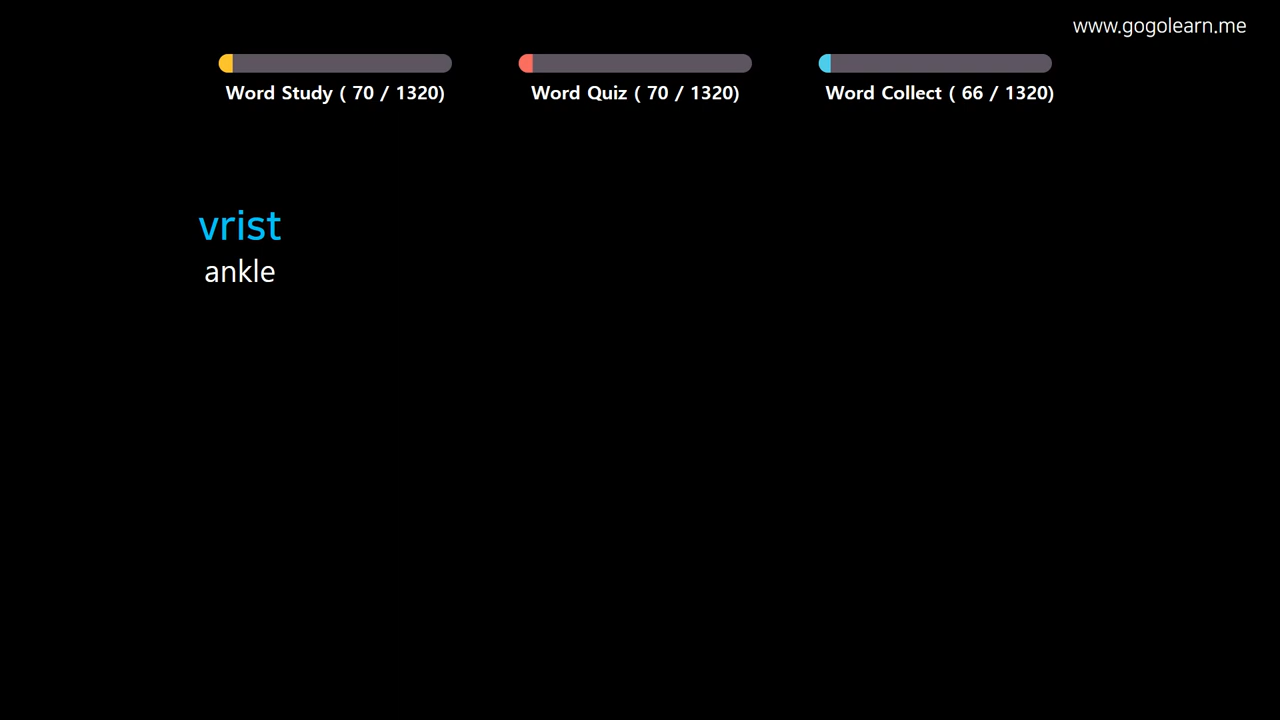 www.gogolearn.me
Word Study ( 70 / 1320)
Word Quiz ( 70 / 1320)
Word Collect ( 66 / 1320)
vrist
ankle